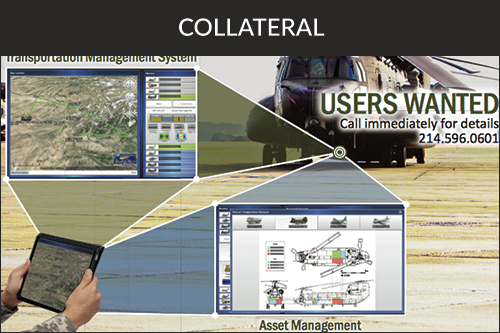 COLLATERAL
Transportation Management System
USERS WANTED
Call immediately for details
214.596.0601
Asset Management